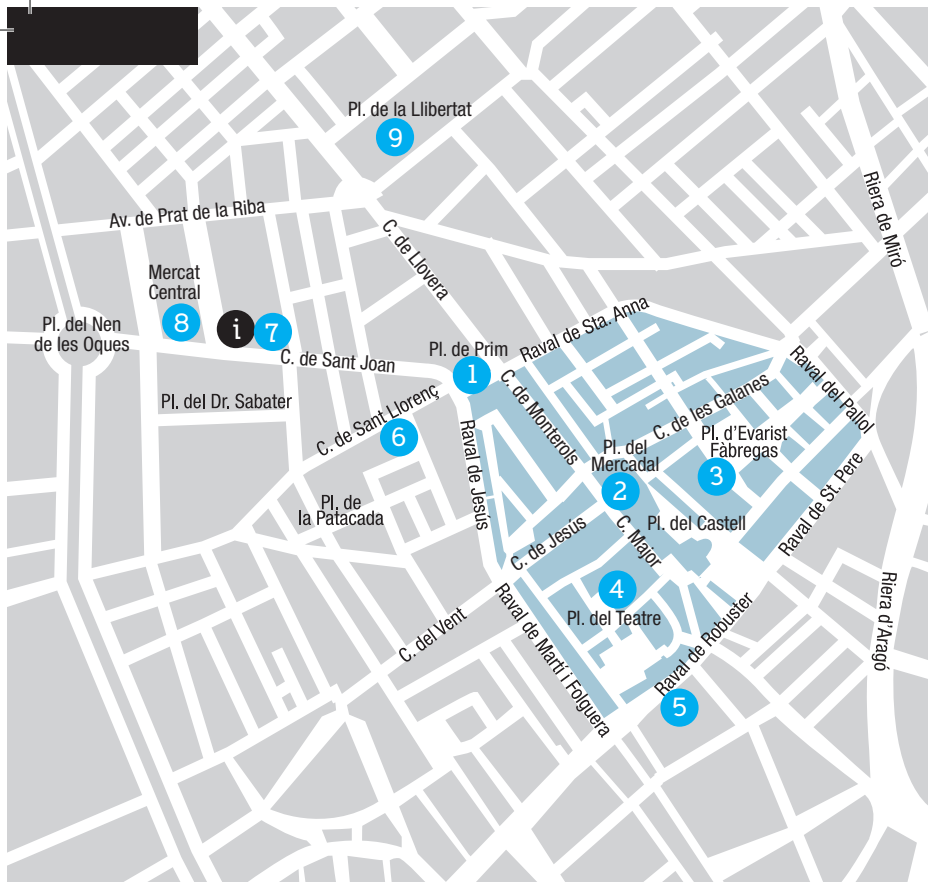 Pl. de la Llibertat
9
Riera de Miró
Av. de Prat de la Riba
C. de Llovera
Mercat
Central
8
i
7
Pl. del Nen
de les Oques
C. de Sant Joan
Pl. de Prim
1
Raval de Sta. Anna
Raval del Pallol
Pl. del Dr. Sabater
C. de Sant Llorenç
6
C. de Monterols
C. de les Galanes
Pl. d'Evarist
Fàbregas
3
Pl. del
Mercadal
2
Raval de Jesús
Raval de St. Pere
Pl. de
la Patacada
C. de Jesús
C. Major
Pl. del Castell
4
Pl. del Teatre
C. del Vent
Raval de Martí i Folguera
Raval de Robuster
5
Riera d'Aragó